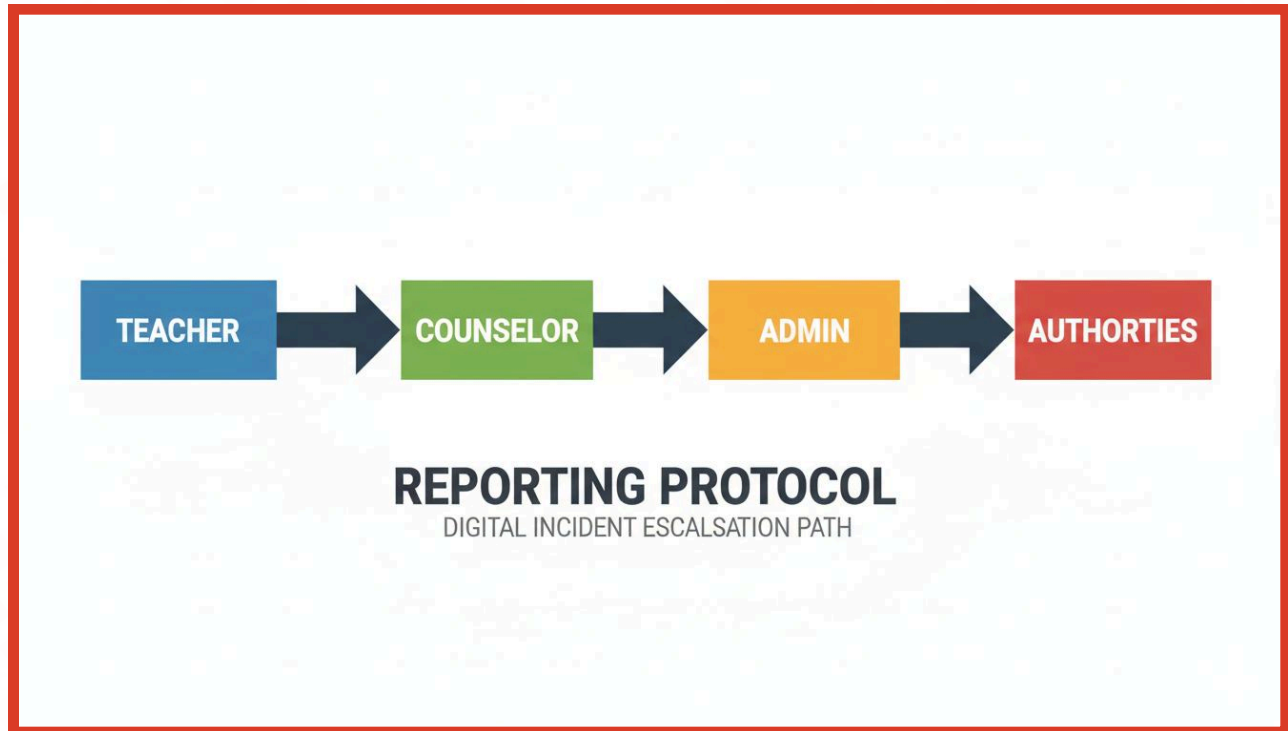 TEACHER
COUNSELOR
ADMIN
AUTHORTIES
REPORTING PROTOCOL
DIGITAL INCIDENT ESCALSATION PATH